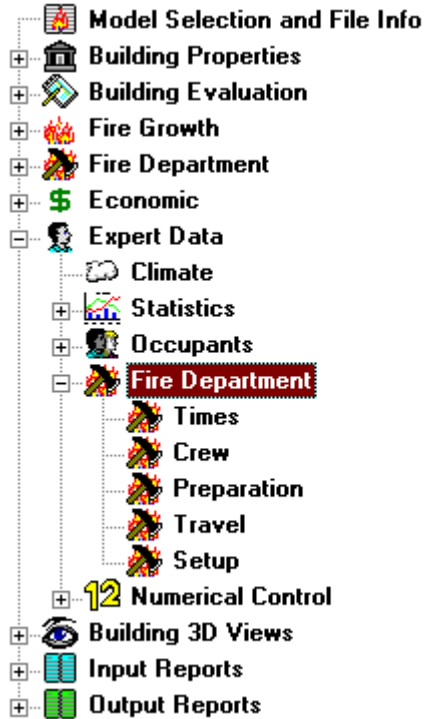 Model Selection and File Info
Building Properties
Building Evaluation
Fire Growth
Fire Department
$ Economic
Expert Data
Climate
Statistics
Occupants
Fire Department
Times
Crew
Preparation
Travel
Setup
12 Numerical Control
Building 3D Views
Input Reports
Output Reports